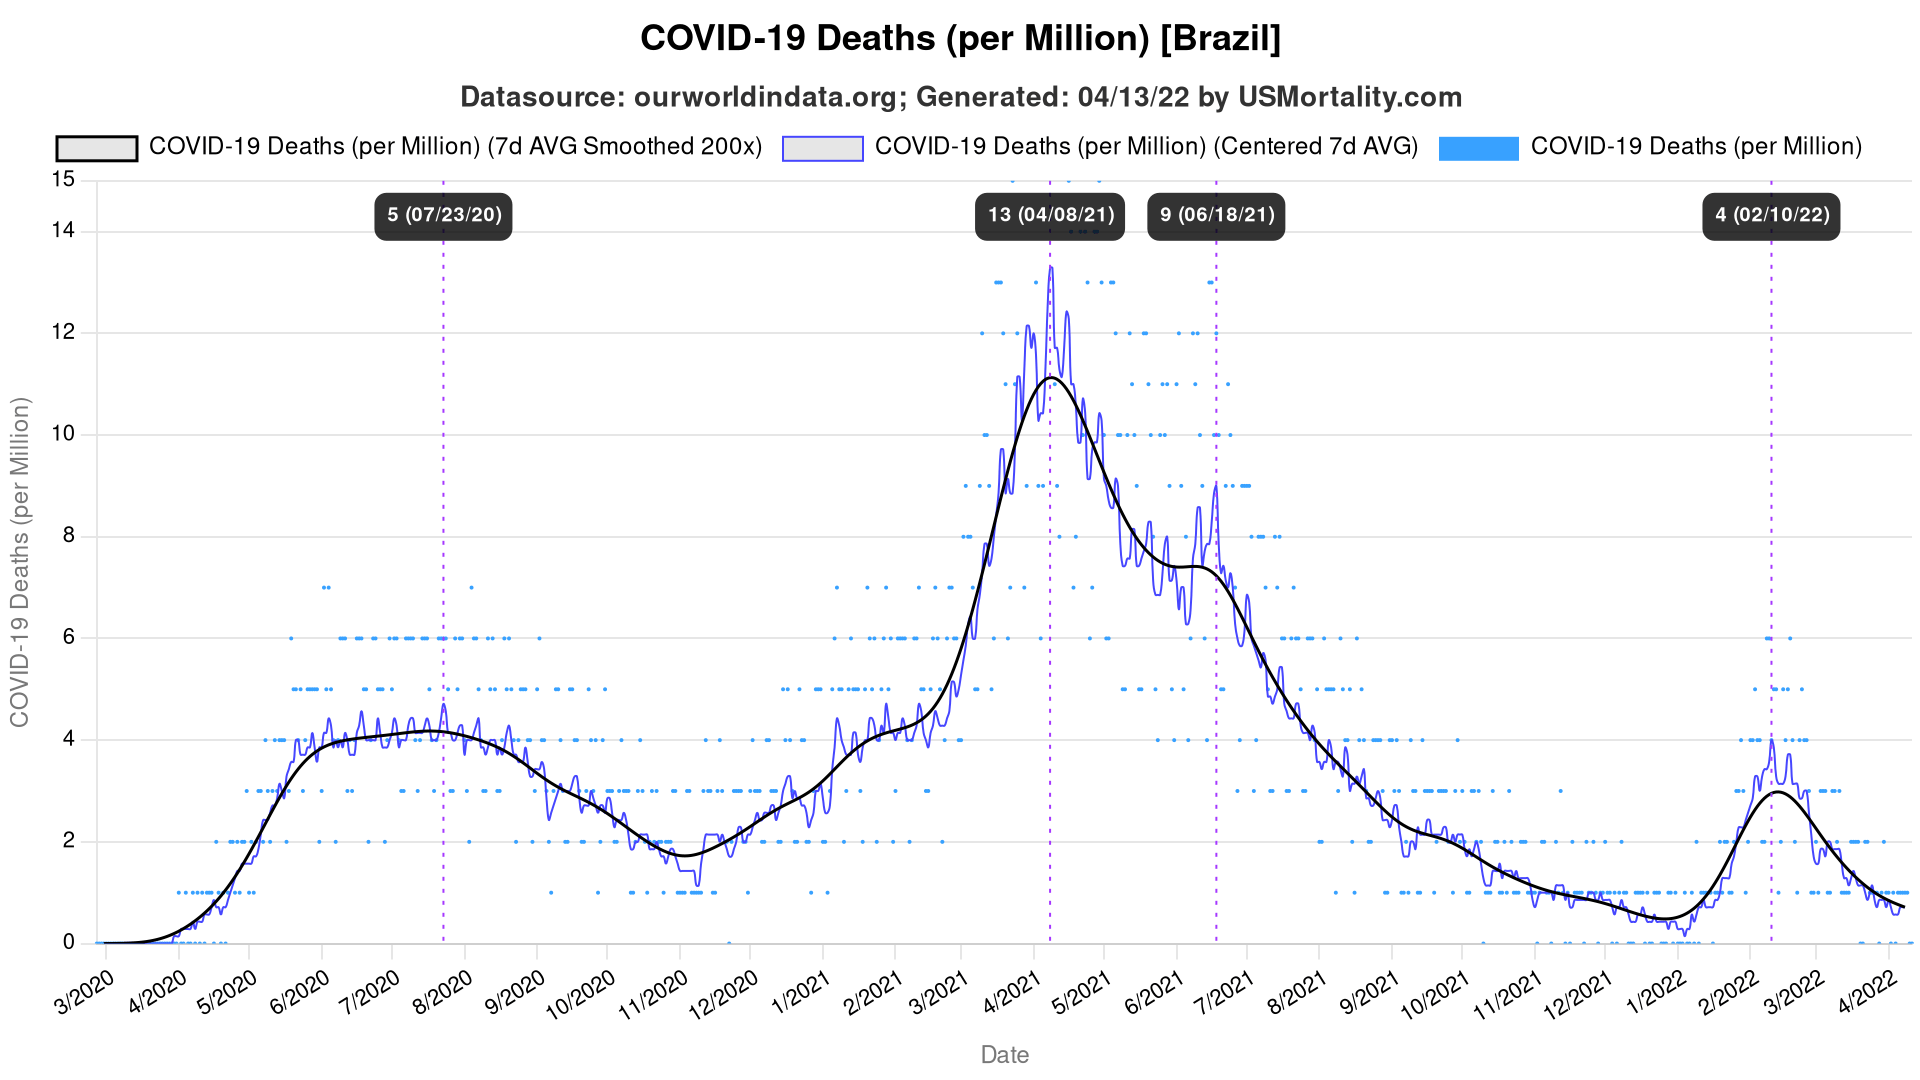 COVID-19 Deaths (per Million) [Brazil]
Datasource: ourworldindata.org; Generated: 04/13/22 by USMortality.com
COVID-19 Deaths (per Million) (7d AVG Smoothed 200x) COVID-19 Deaths (per Million) (Centered 7d AVG) COVID-19 Deaths (per Million)
15
5 (07/23/20) 13 (04/08/21) 9 (06/18/21) 4 (02/10/22)
14
12
10
8
6
4
2
0
COVID-19 Deaths (per Million)
3/2020 4/2020 5/2020 6/2020 7/2020 8/2020 9/2020 10/2020 11/2020 12/2020 1/2021 2/2021 3/2021 4/2021 5/2021 6/2021 7/2021 8/2021 9/2021 10/2021 11/2021 12/2021 1/2022 2/2022 3/2022 4/2022
Date